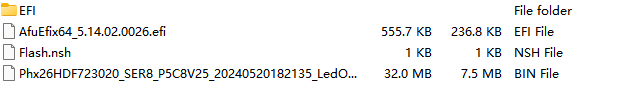 EFI File folder
AfuEfix64_5.14.02.0026.efi 555.7 KB 236.8 KB EFI File
Flash.nsh 1 KB 1 KB NSH File
Phx26HDF723020_SER8_P5C8V25_20240520182135_LedO... 32.0 MB 7.5 MB BIN File